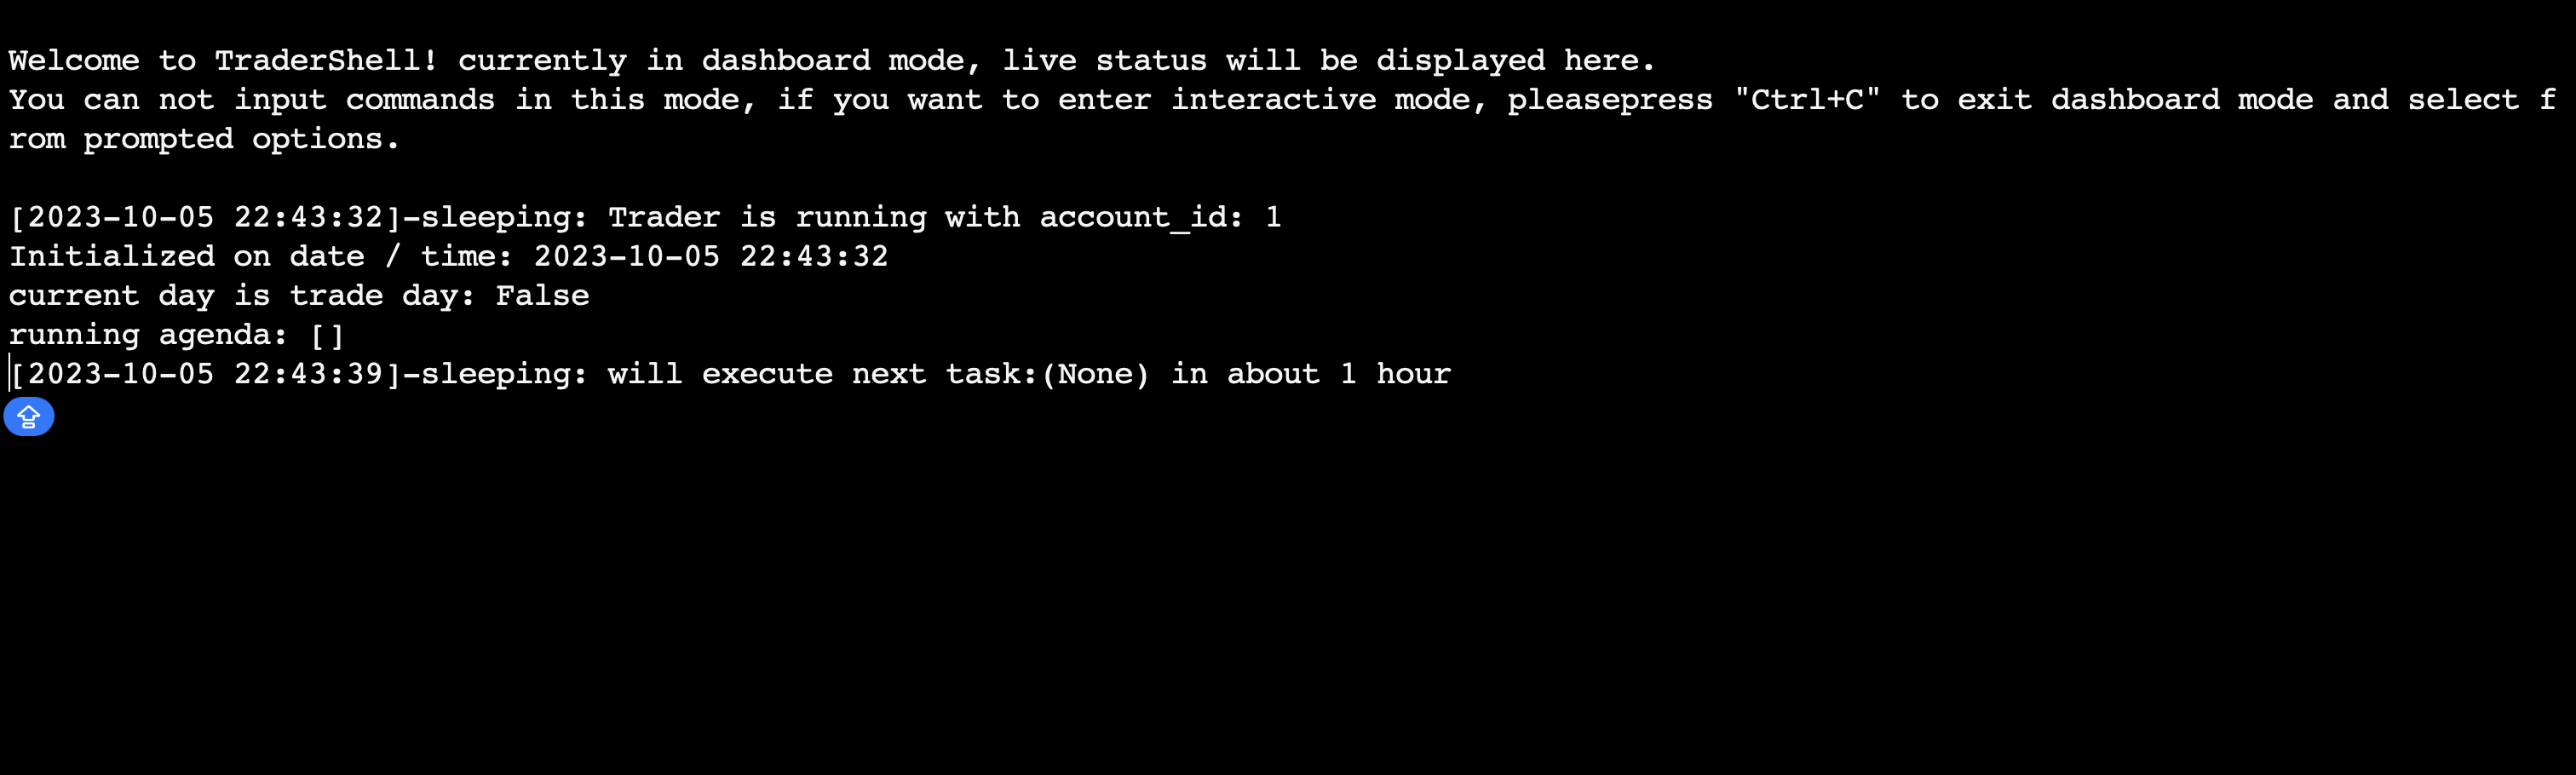 Welcome to TraderShell! currently in dashboard mode, live status will be displayed here.
You can not input commands in this mode, if you want to enter interactive mode, pleasepress "Ctrl+C" to exit dashboard mode and select f
rom prompted options.
[2023-10-05 22:43:32]-sleeping: Trader is running with account_id: 1
Initialized on date / time: 2023-10-05 22:43:32
current day is trade day: False
running agenda: []
[2023-10-05 22:43:39]-sleeping: will execute next task:(None) in about 1 hour